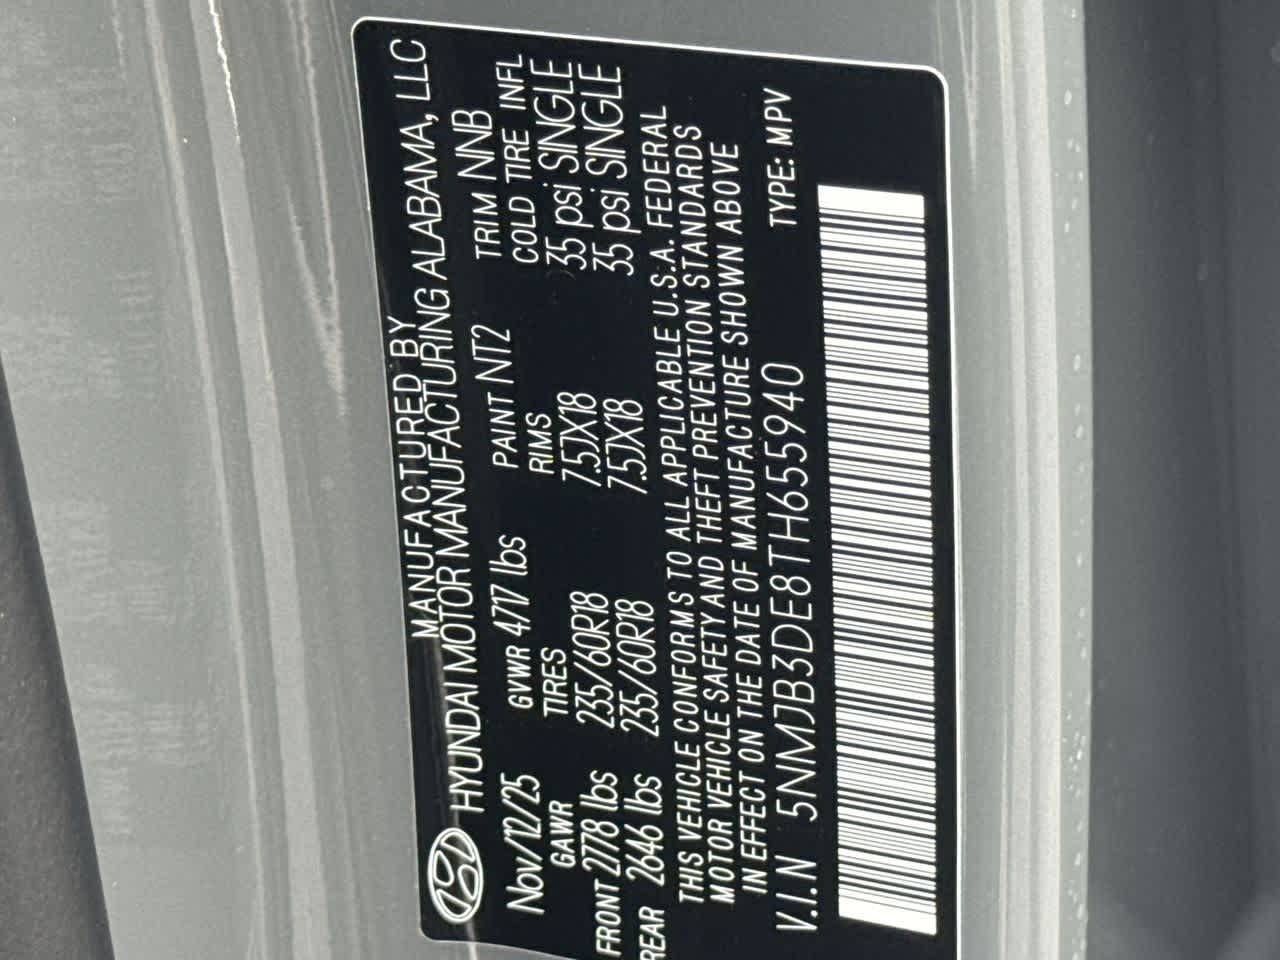 MANUFACTURED BY
HYUNDAI MOTOR MANUFACTURING ALABAMA, LLC
Nov/12/25 GVWR 4717 lbs PAINT NT2 TRIM NNB
GAWR TIRES RIMS COLD TIRE INFL
FRONT 2778 lbs 235/60R18 7.5JX18 35 psi SINGLE
REAR 2646 lbs 235/60R18 7.5JX18 35 psi SINGLE
THIS VEHICLE CONFORMS TO ALL APPLICABLE U.S.A. FEDERAL
MOTOR VEHICLE SAFETY AND THEFT PREVENTION STANDARDS
IN EFFECT ON THE DATE OF MANUFACTURE SHOWN ABOVE
V.I.N 5NMJB3DE8TH655940 TYPE: MPV